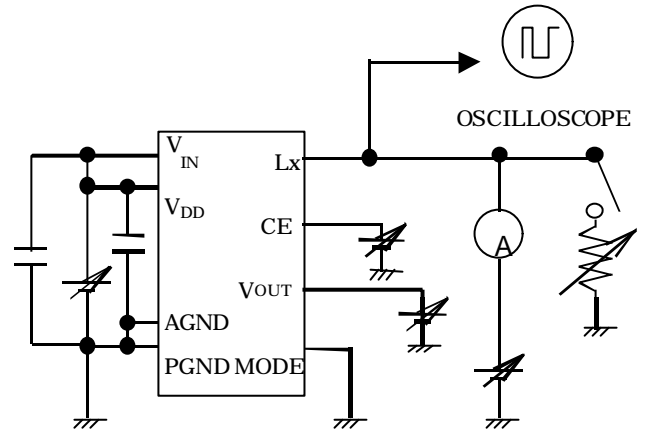 OSCILLOSCOPE
VIN
Lx
VDD
CE
A
VOUT
AGND
PGND MODE